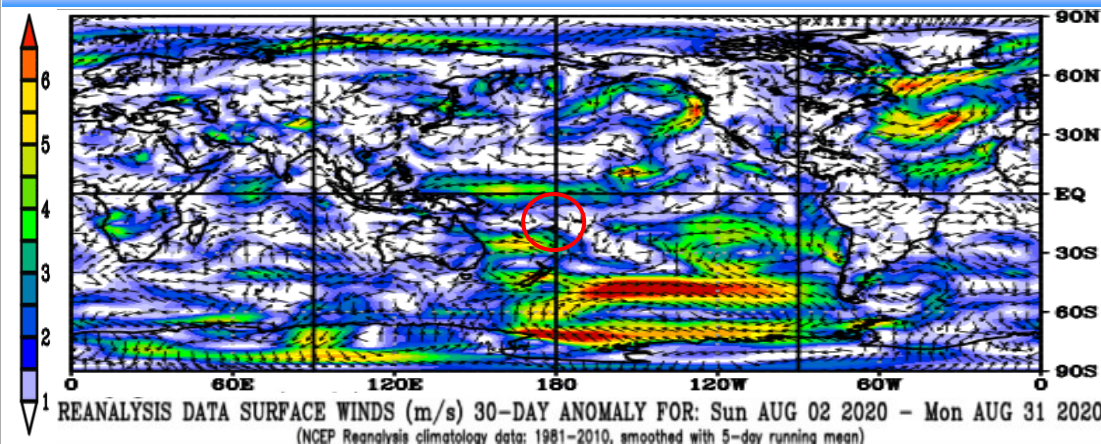 90N
6
60N
5
30N
4
EQ
3
30S
2
60S
1
90S
0 60E 120E 180 120W 60W 0
REANALYSIS DATA SURFACE WINDS (m/s) 30-DAY ANOMALY FOR: Sun AUG 02 2020 - Mon AUG 31 2020
(NCEP Reanalysis climatology data: 1981-2010, smoothed with 5-day running mean)